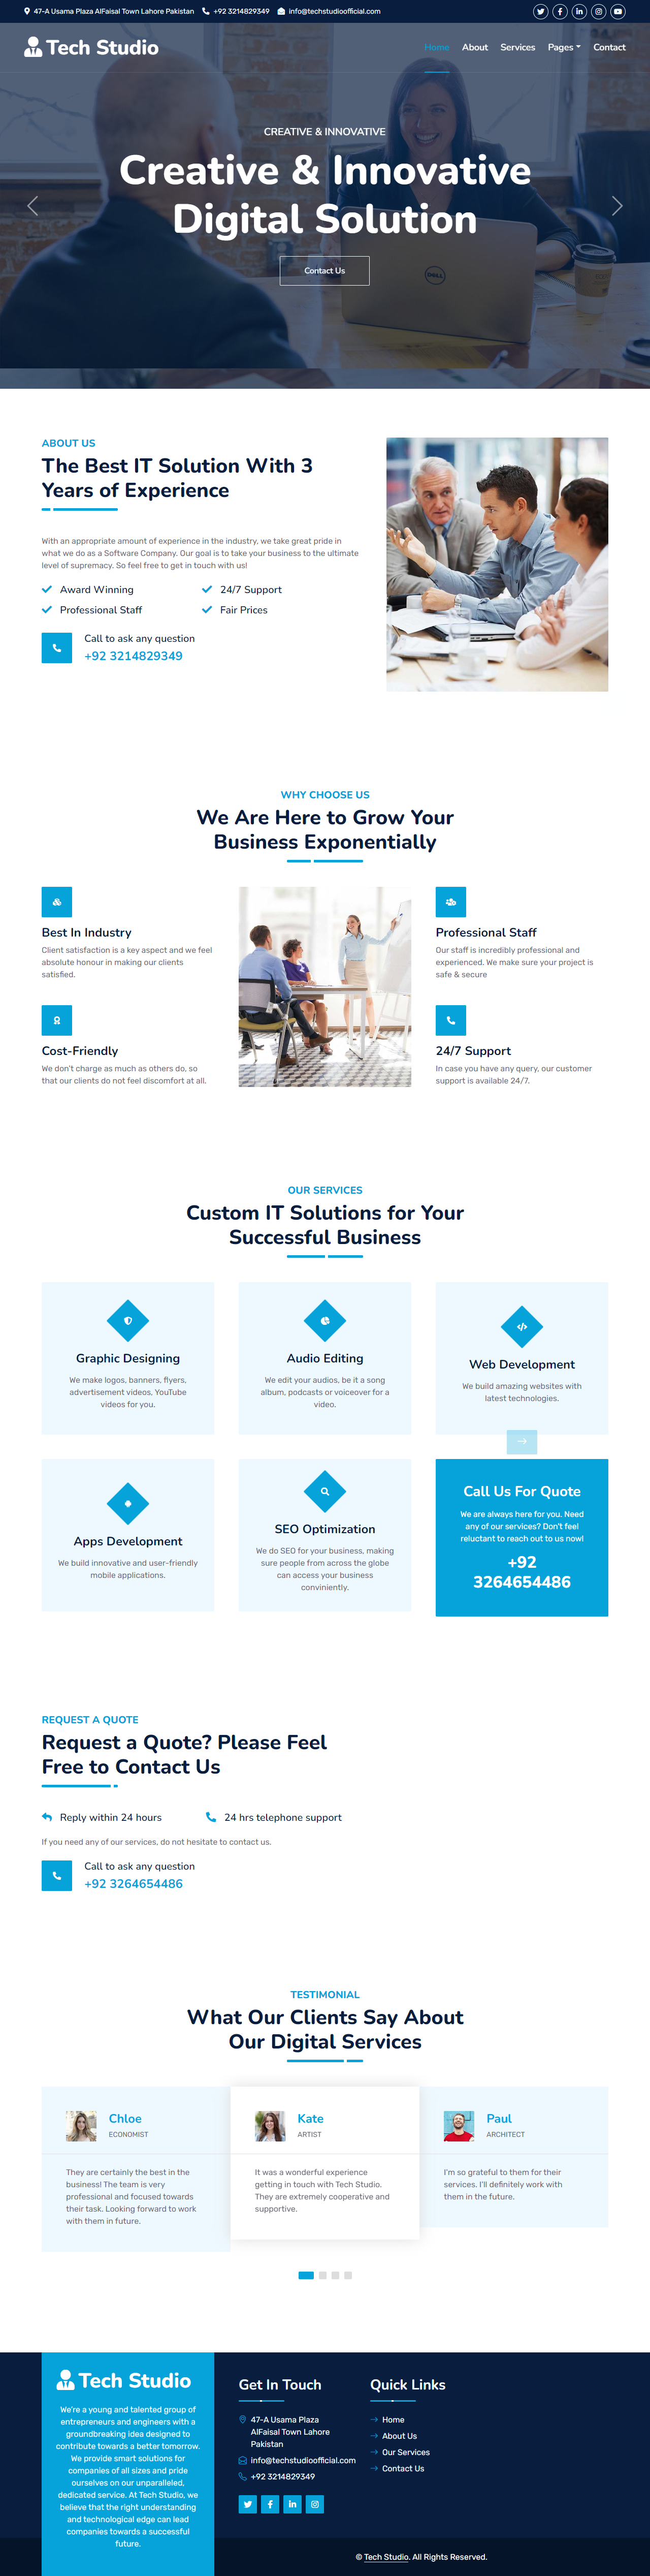 47-A Usama Plaza AlFaisal Town Lahore Pakistan +92 3214829349 info@techstudioofficial.com
Tech Studio Home About Services Pages Contact
CREATIVE & INNOVATIVE
Creative & Innovative
Digital Solution
DELL
Contact Us
ABOUT US
The Best IT Solution With 3
Years of Experience
With an appropriate amount of experience in the industry, we take great pride in
what we do as a Software Company. Our goal is to take your business to the ultimate
level of supremacy. So feel free to get in touch with us!
Award Winning 24/7 Support
Professional Staff Fair Prices
Call to ask any question
+92 3214829349
WHY CHOOSE US
We Are Here to Grow Your
Business Exponentially
Best In Industry
Client satisfaction is a key aspect and we feel
absolute honour in making our clients
satisfied.
Cost-Friendly
We don't charge as much as others do, so
that our clients do not feel discomfort at all.
Professional Staff
Our staff is incredibly professional and
experienced. We make sure your project is
safe & secure
24/7 Support
In case you have any query, our customer
support is available 24/7.
OUR SERVICES
Custom IT Solutions for Your
Successful Business
Graphic Designing
We make logos, banners, flyers,
advertisement videos, YouTube
videos for you.
Audio Editing
We edit your audios, be it a song
album, podcasts or voiceover for a
video.
Web Development
We build amazing websites with
latest technologies.
Apps Development
We build innovative and user-friendly
mobile applications.
SEO Optimization
We do SEO for your business, making
sure people from across the globe
can access your business
conviniently.
Call Us For Quote
We are always here for you. Need
any of our services? Don't feel
reluctant to reach out to us now!
+92
3264654486
REQUEST A QUOTE
Request a Quote? Please Feel
Free to Contact Us
Reply within 24 hours 24 hrs telephone support
If you need any of our services, do not hesitate to contact us.
Call to ask any question
+92 3264654486
TESTIMONIAL
What Our Clients Say About
Our Digital Services
Chloe
ECONOMIST
They are certainly the best in the
business! The team is very
professional and focused towards
their task. Looking forward to work
with them in future.
Kate
ARTIST
It was a wonderful experience
getting in touch with Tech Studio.
They are extremely cooperative and
supportive.
Paul
ARCHITECT
I'm so grateful to them for their
services. I'll definitely work with
them in the future.
Tech Studio
We're a young and talented group of
entrepreneurs and engineers with a
groundbreaking idea designed to
contribute towards a better tomorrow.
We provide smart solutions for
companies of all sizes and pride
ourselves on our unparalleled,
dedicated service. At Tech Studio, we
believe that the right understanding
and technological edge can lead
companies towards a successful
future.
Get In Touch
47-A Usama Plaza
AlFaisal Town Lahore
Pakistan
info@techstudioofficial.com
+92 3214829349
Quick Links
Home
About Us
Our Services
Contact Us
© Tech Studio. All Rights Reserved.